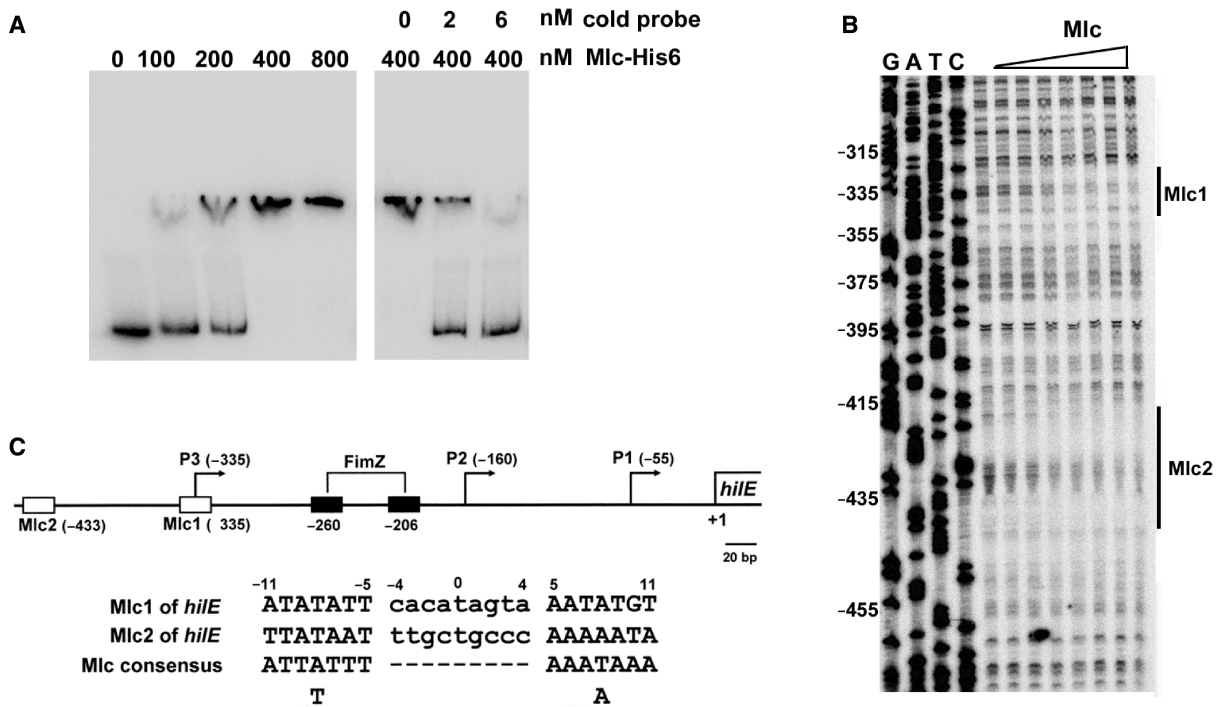 A
0 2 6 nM cold probe
0 100 200 400 800 400 400 400 nM Mlc-His6
B
Mlc
G A T C
−315
−335
−355
−375
−395
−415
−435
−455
Mlc1
Mlc2
C
P3 (−335) FimZ P2 (−160) P1 (−55)
hilE
Mlc2 (−433) Mlc1 ( 335) −260 −206 +1
20 bp
−11 −5 −4 0 4 5 11
Mlc1 of hilE ATATATT cacatagta AATATGT
Mlc2 of hilE TTATAAT ttgctgccc AAAAATA
Mlc consensus ATTATTT --------- AAATAAA
T A